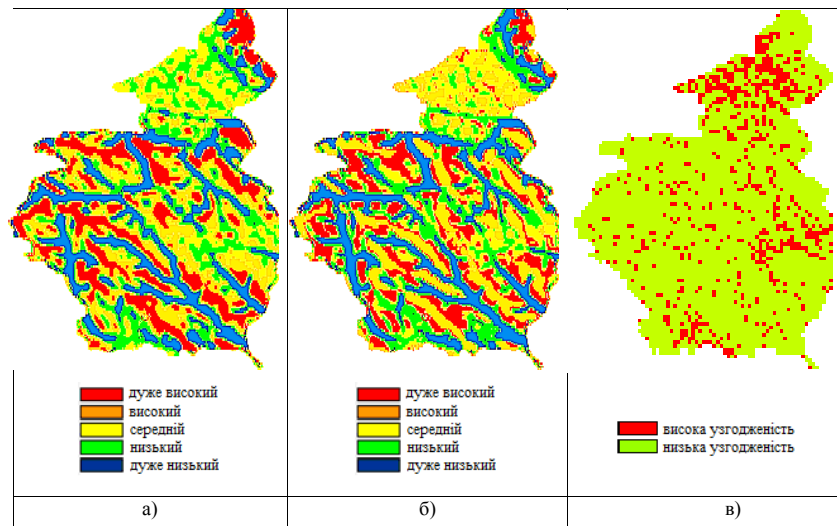 дуже високий
високий
середній
низький
дуже низький
дуже високий
високий
середній
низький
дуже низький
висока узгодженість
низька узгодженість
а)
б)
в)